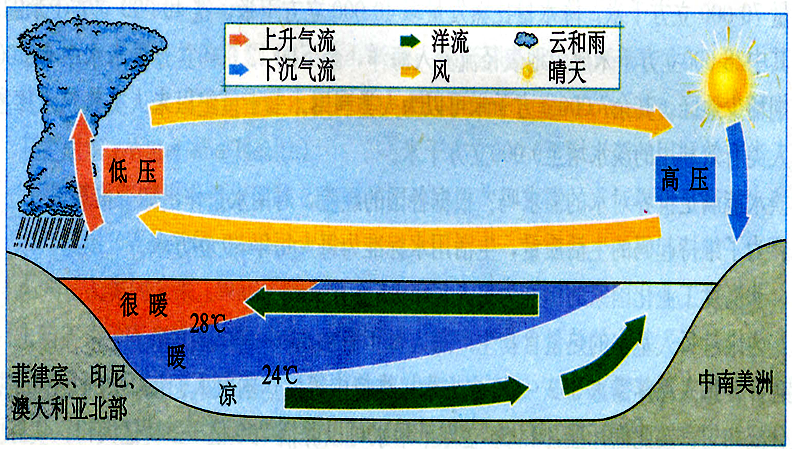 上升气流 洋流 云和雨
下沉气流 风 晴天
低压
高压
很暖
28℃
暖
24℃
凉
菲律宾、印尼、
澳大利亚北部
中南美洲